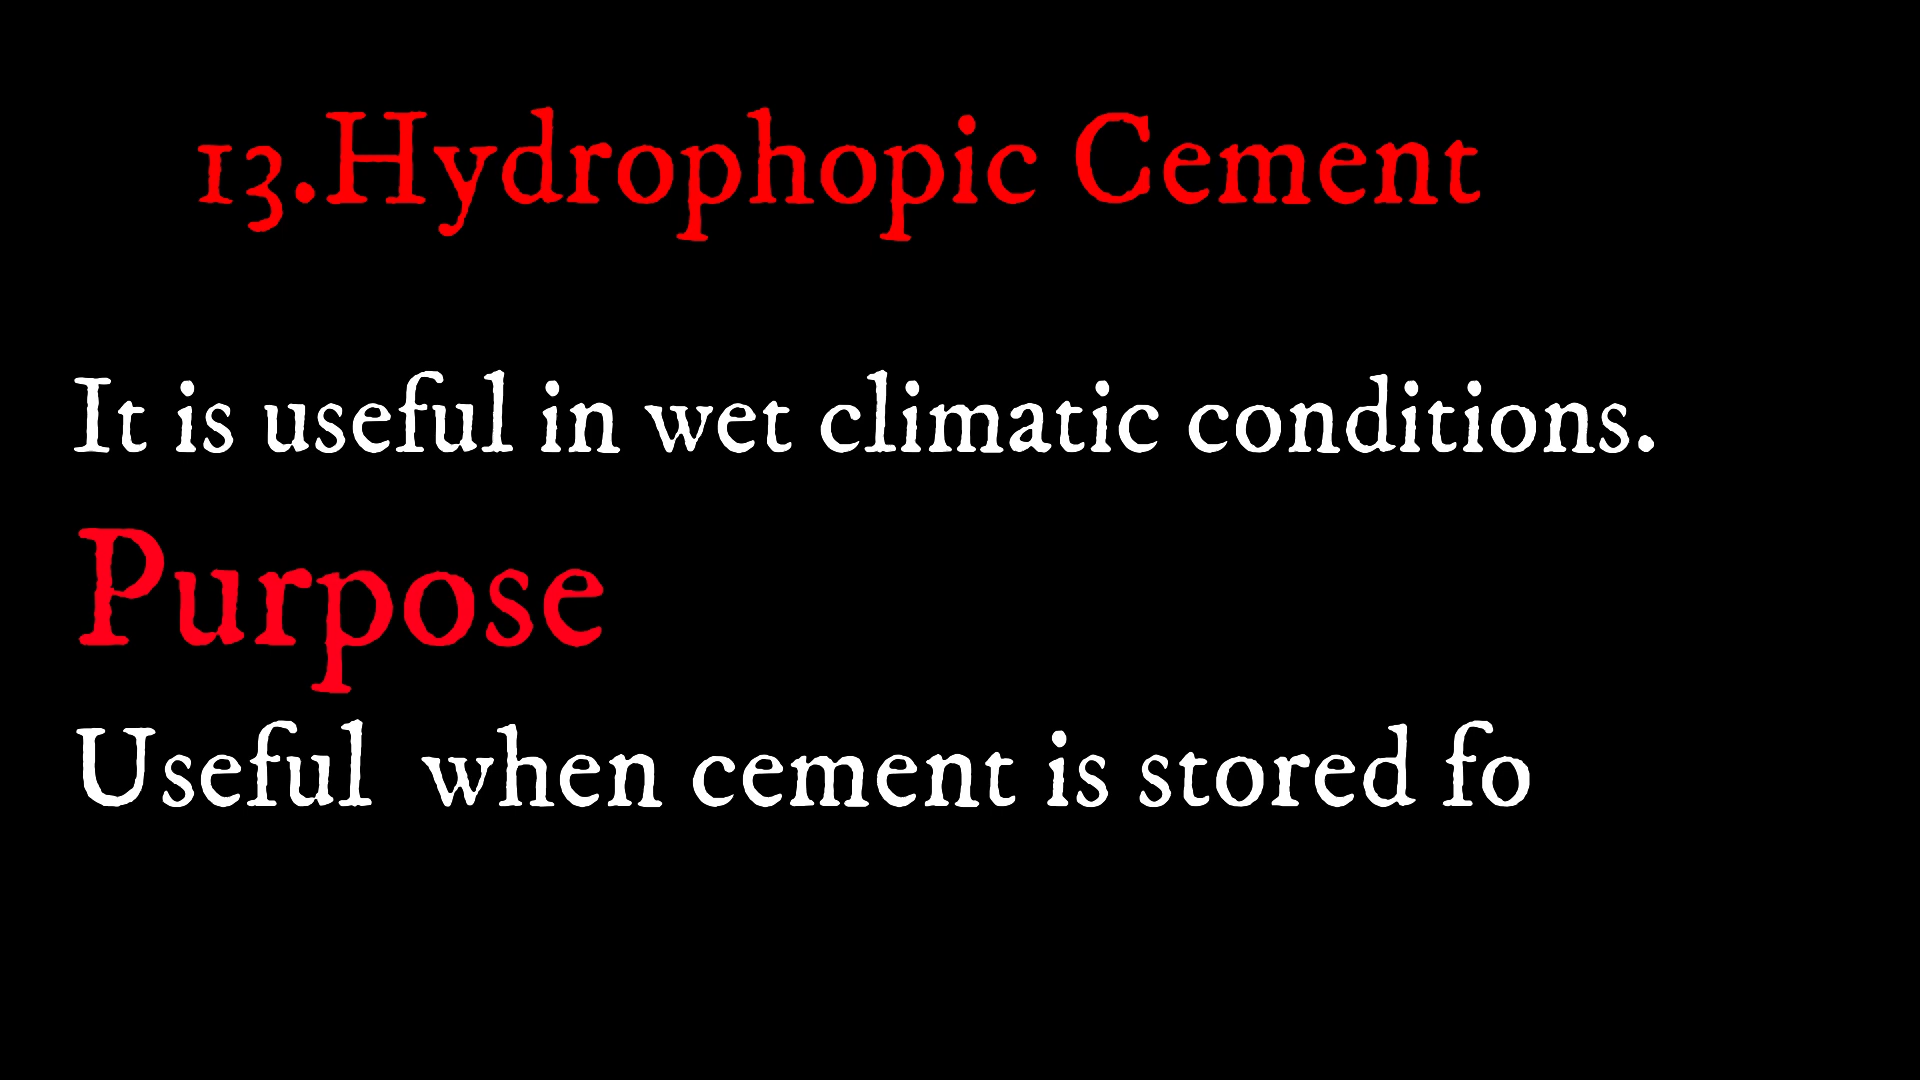 13.Hydrophopic Cement
It is useful in wet climatic conditions.
Purpose
Useful  when cement is stored fo